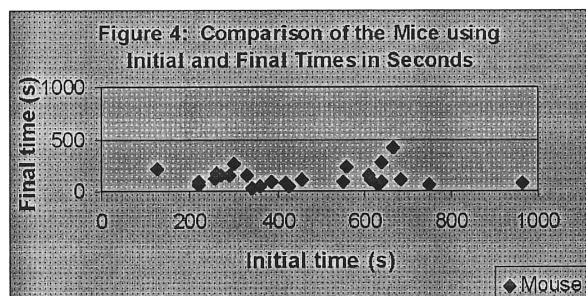 Figure 4: Comparison of the Mice using
Initial and Final Times in Seconds
Final time (s)
1000
500
0
0 200 400 600 800 1000
Initial time (s)
Mouse